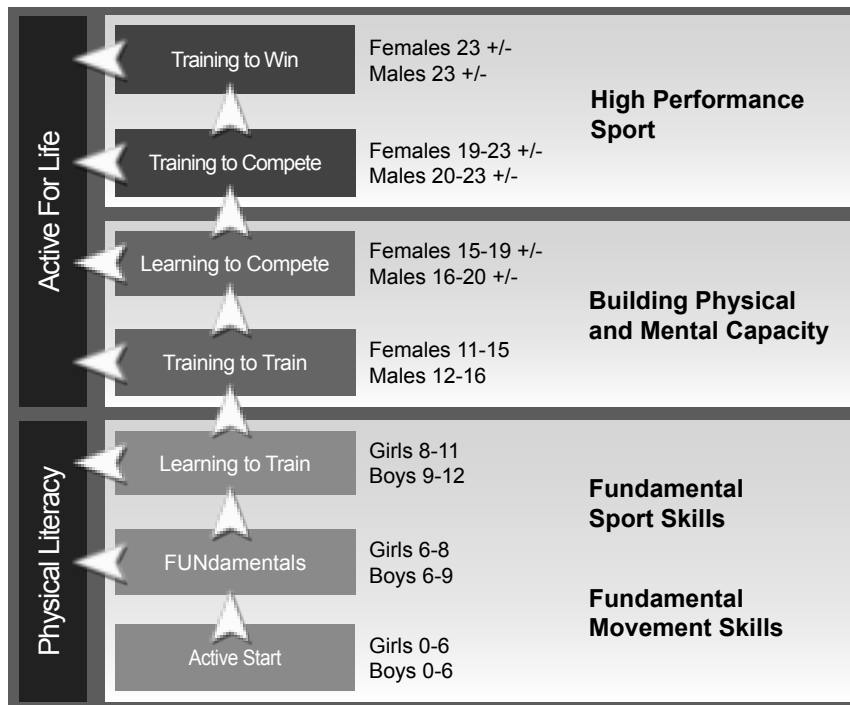 Active For Life
Training to Win
Females 23 +/-
Males 23 +/-
High Performance
Sport
Training to Compete
Females 19-23 +/-
Males 20-23 +/-
Learning to Compete
Females 15-19 +/-
Males 16-20 +/-
Building Physical
and Mental Capacity
Training to Train
Females 11-15
Males 12-16
Physical Literacy
Learning to Train
Girls 8-11
Boys 9-12
Fundamental
Sport Skills
FUNdamentals
Girls 6-8
Boys 6-9
Fundamental
Movement Skills
Active Start
Girls 0-6
Boys 0-6